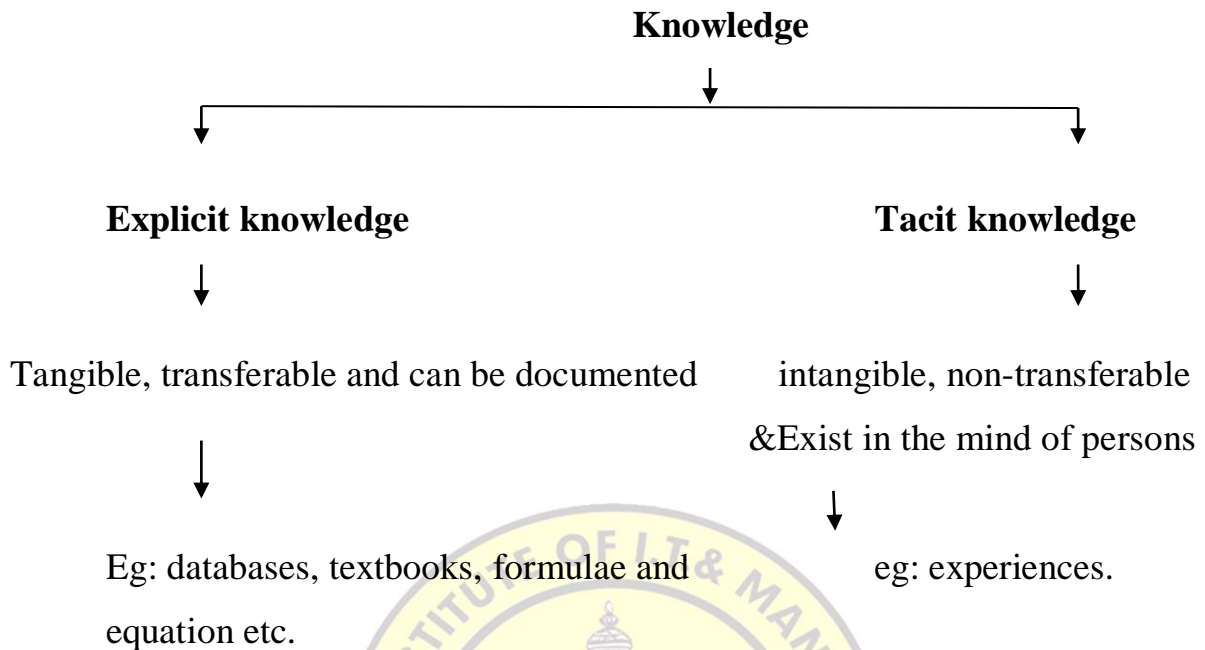 Knowledge
Explicit knowledge
Tacit knowledge
Tangible, transferable and can be documented
intangible, non-transferable
&Exist in the mind of persons
Eg: databases, textbooks, formulae and
equation etc.
eg: experiences.
OF I.T &